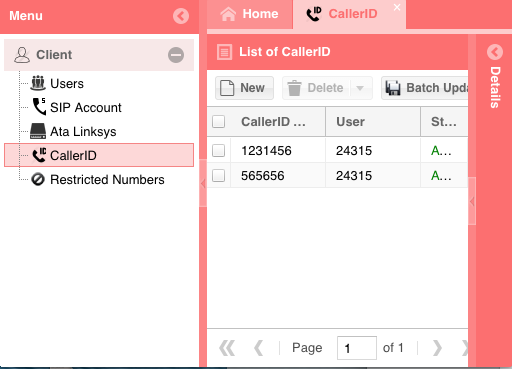 Menu
Client
Users
SIP Account
Ata Linksys
CallerID
Restricted Numbers
Home
CallerID
List of CallerID
New
Delete
Batch Upda
CallerID ... User St...
1231456 24315 A...
565656 24315 A...
Page 1 of 1
Details